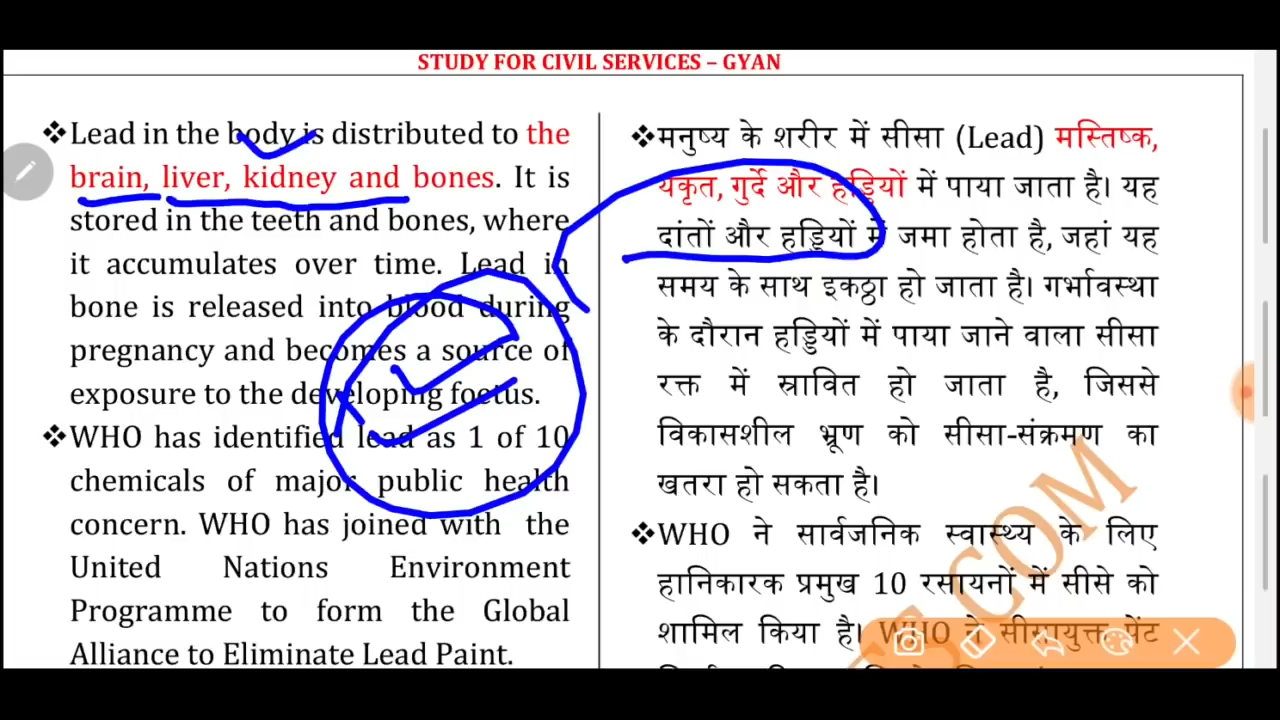 STUDY FOR CIVIL SERVICES – GYAN
❖Lead in the body is distributed to the
brain, liver, kidney and bones. It is
stored in the teeth and bones, where
it accumulates over time. Lead in
bone is released into blood during
pregnancy and becomes a source of
exposure to the developing foetus.
❖WHO has identified lead as 1 of 10
chemicals of major public health
concern. WHO has joined with the
United Nations Environment
Programme to form the Global
Alliance to Eliminate Lead Paint.
❖मनुष्य के शरीर में सीसा (Lead) मस्तिष्क,
यकृत, गुर्दे और हड्डियों में पाया जाता है। यह
दांतों और हड्डियों में जमा होता है, जहां यह
समय के साथ इकठ्ठा हो जाता है। गर्भावस्था
के दौरान हड्डियों में पाया जाने वाला सीसा
रक्त में स्रावित हो जाता है, जिससे
विकासशील भ्रूण को सीसा-संक्रमण का
खतरा हो सकता है।
❖WHO ने सार्वजनिक स्वास्थ्य के लिए
हानिकारक प्रमुख 10 रसायनों में सीसे को
शामिल किया है। WHO ने सीसायुक्त पेंट